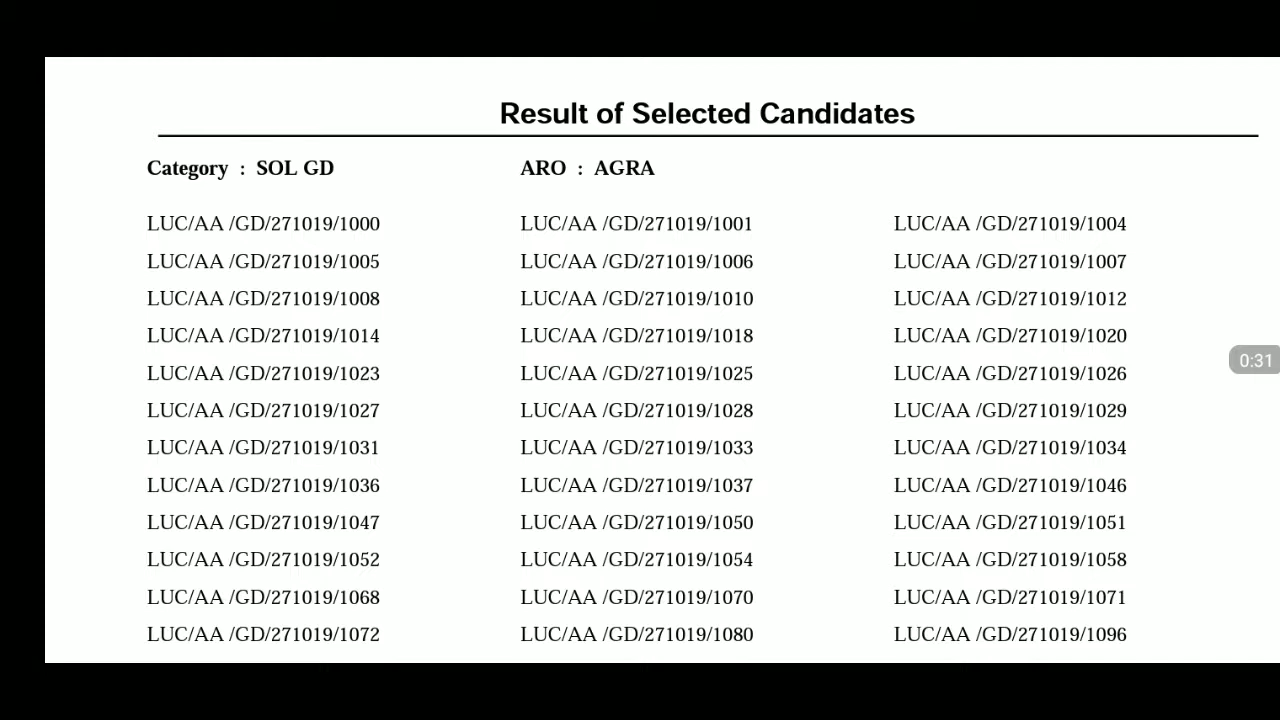 Result of Selected Candidates
Category : SOL GD ARO : AGRA
LUC/AA /GD/271019/1000 LUC/AA /GD/271019/1001 LUC/AA /GD/271019/1004
LUC/AA /GD/271019/1005 LUC/AA /GD/271019/1006 LUC/AA /GD/271019/1007
LUC/AA /GD/271019/1008 LUC/AA /GD/271019/1010 LUC/AA /GD/271019/1012
LUC/AA /GD/271019/1014 LUC/AA /GD/271019/1018 LUC/AA /GD/271019/1020
0:31
LUC/AA /GD/271019/1023 LUC/AA /GD/271019/1025 LUC/AA /GD/271019/1026
LUC/AA /GD/271019/1027 LUC/AA /GD/271019/1028 LUC/AA /GD/271019/1029
LUC/AA /GD/271019/1031 LUC/AA /GD/271019/1033 LUC/AA /GD/271019/1034
LUC/AA /GD/271019/1036 LUC/AA /GD/271019/1037 LUC/AA /GD/271019/1046
LUC/AA /GD/271019/1047 LUC/AA /GD/271019/1050 LUC/AA /GD/271019/1051
LUC/AA /GD/271019/1052 LUC/AA /GD/271019/1054 LUC/AA /GD/271019/1058
LUC/AA /GD/271019/1068 LUC/AA /GD/271019/1070 LUC/AA /GD/271019/1071
LUC/AA /GD/271019/1072 LUC/AA /GD/271019/1080 LUC/AA /GD/271019/1096